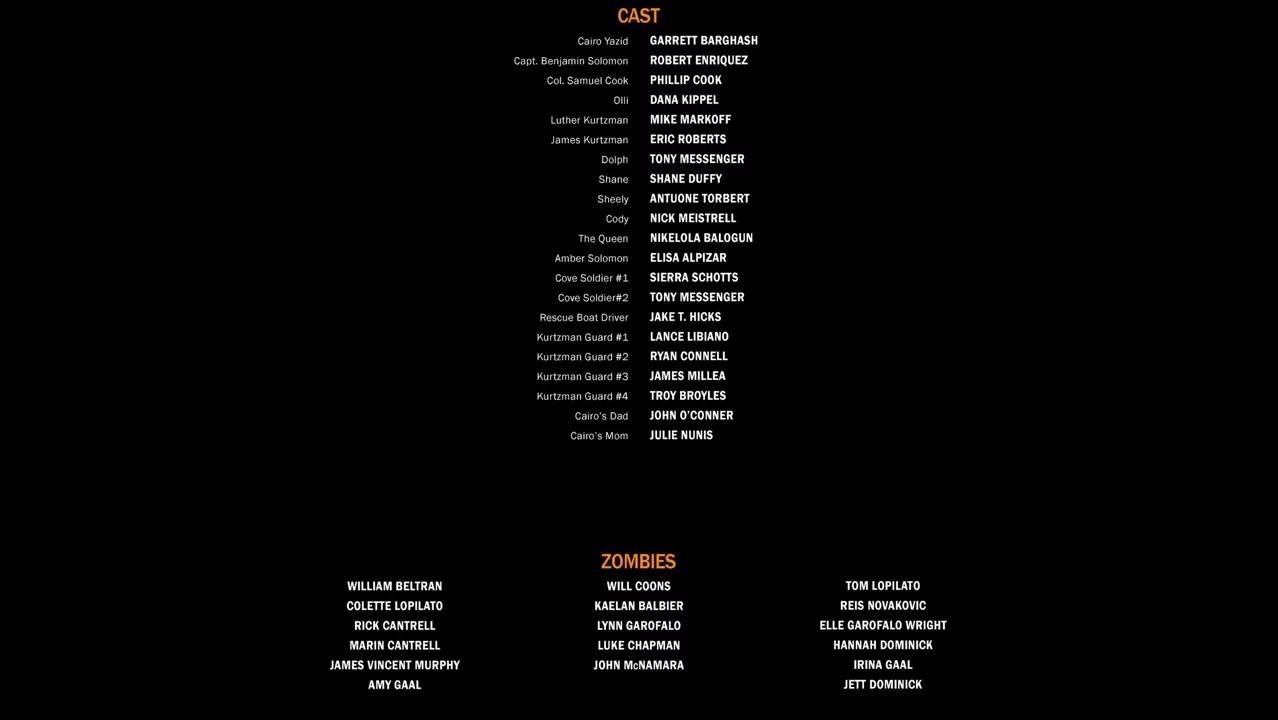 CAST
Cairo Yazid GARRETT BARGHASH
Capt. Benjamin Solomon ROBERT ENRIQUEZ
Col. Samuel Cook PHILLIP COOK
Olli DANA KIPPEL
Luther Kurtzman MIKE MARKOFF
James Kurtzman ERIC ROBERTS
Dolph TONY MESSENGER
Shane SHANE DUFFY
Sheely ANTUONE TORBERT
Cody NICK MEISTRELL
The Queen NIKELOLA BALOGUN
Amber Solomon ELISA ALPIZAR
Cove Soldier #1 SIERRA SCHOTTS
Cove Soldier#2 TONY MESSENGER
Rescue Boat Driver JAKE T. HICKS
Kurtzman Guard #1 LANCE LIBIANO
Kurtzman Guard #2 RYAN CONNELL
Kurtzman Guard #3 JAMES MILLEA
Kurtzman Guard #4 TROY BROYLES
Cairo's Dad JOHN O'CONNER
Cairo's Mom JULIE NUNIS
ZOMBIES
WILLIAM BELTRAN WILL COONS TOM LOPILATO
COLETTE LOPILATO KAELAN BALBIER REIS NOVAKOVIC
RICK CANTRELL LYNN GAROFALO ELLE GAROFALO WRIGHT
MARIN CANTRELL LUKE CHAPMAN HANNAH DOMINICK
JAMES VINCENT MURPHY JOHN McNAMARA IRINA GAAL
AMY GAAL JETT DOMINICK